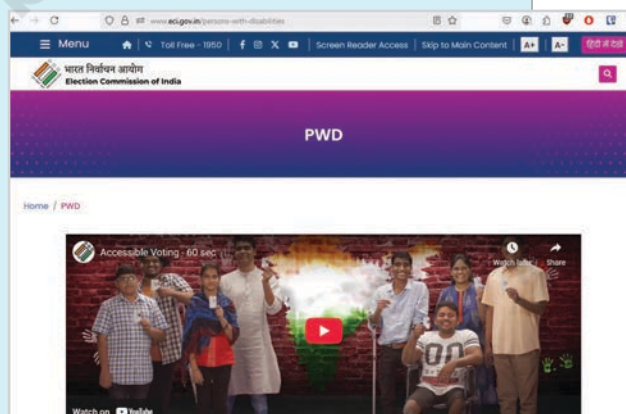 www.eci.gov.in/persons-with-disabilities
Menu Toll Free - 1950 Screen Reader Access Skip to Main Content A+ A- हिंदी में देखें
भारत निर्वाचन आयोग
Election Commission of India
PWD
Home / PWD
Accessible Voting - 60 sec
Watch later Share
Watch on YouTube